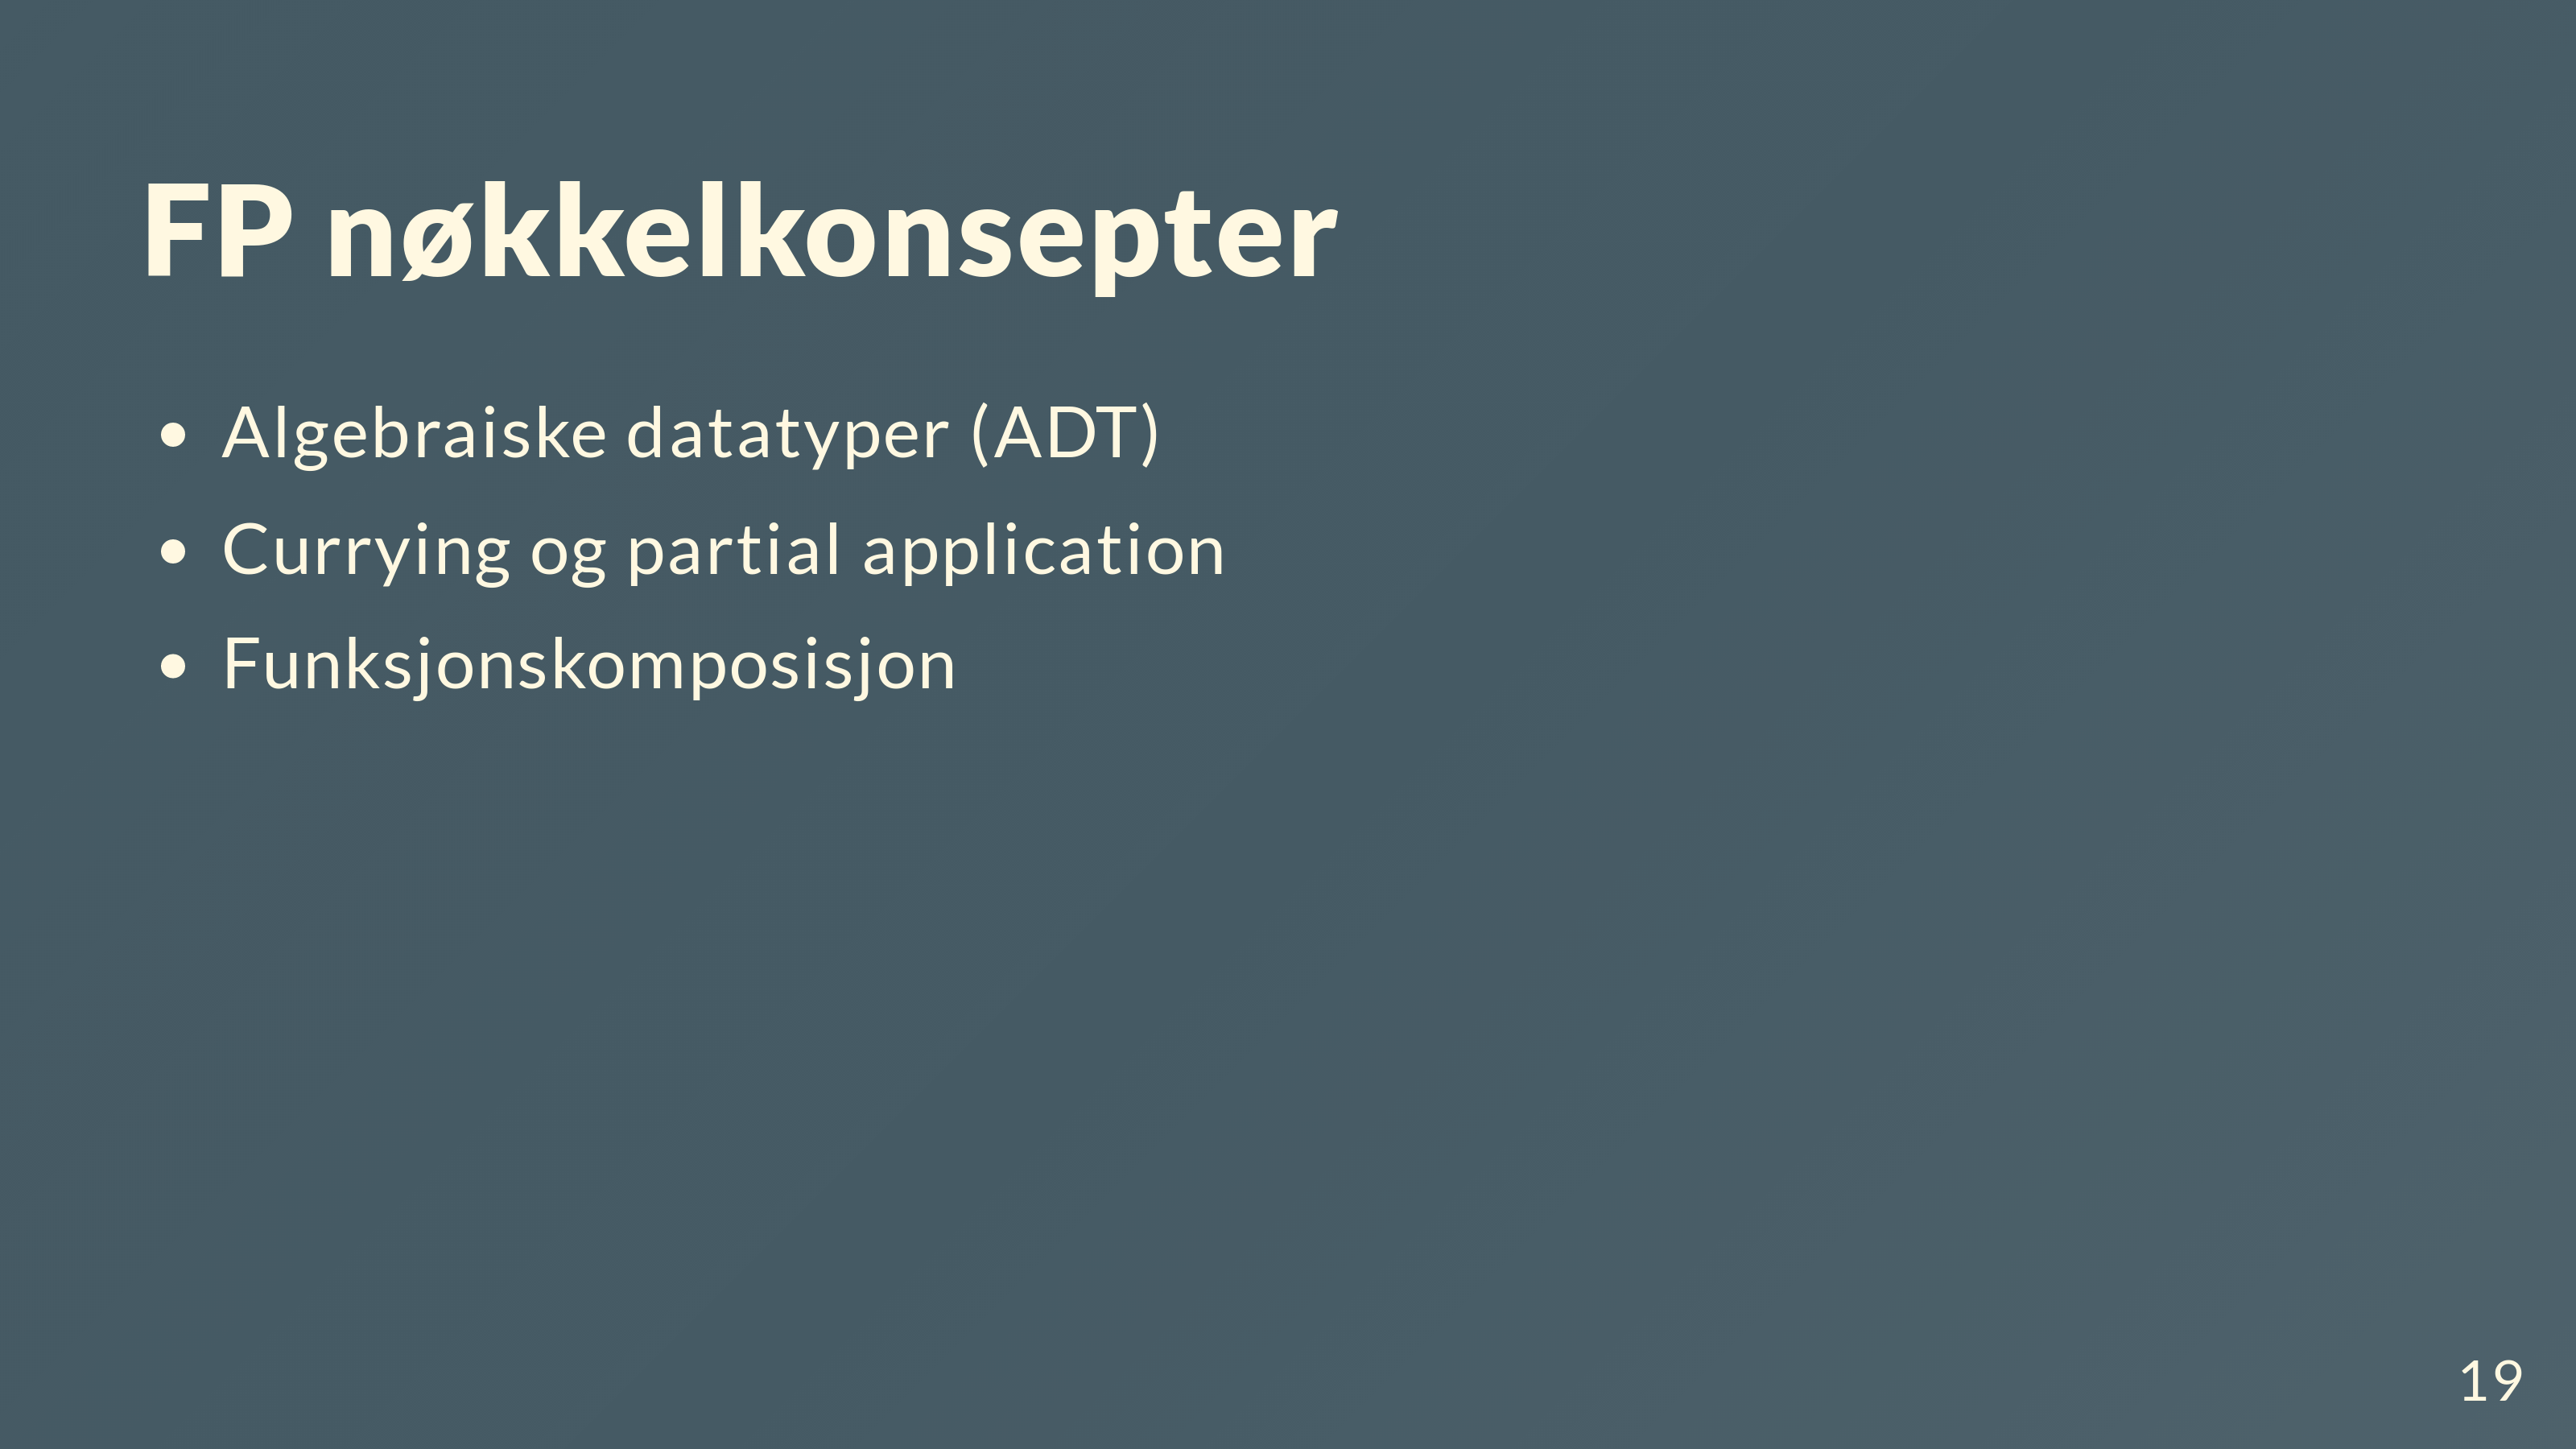 FP nøkkelkonsepter
• Algebraiske datatyper (ADT)
• Currying og partial application
• Funksjonskomposisjon
19